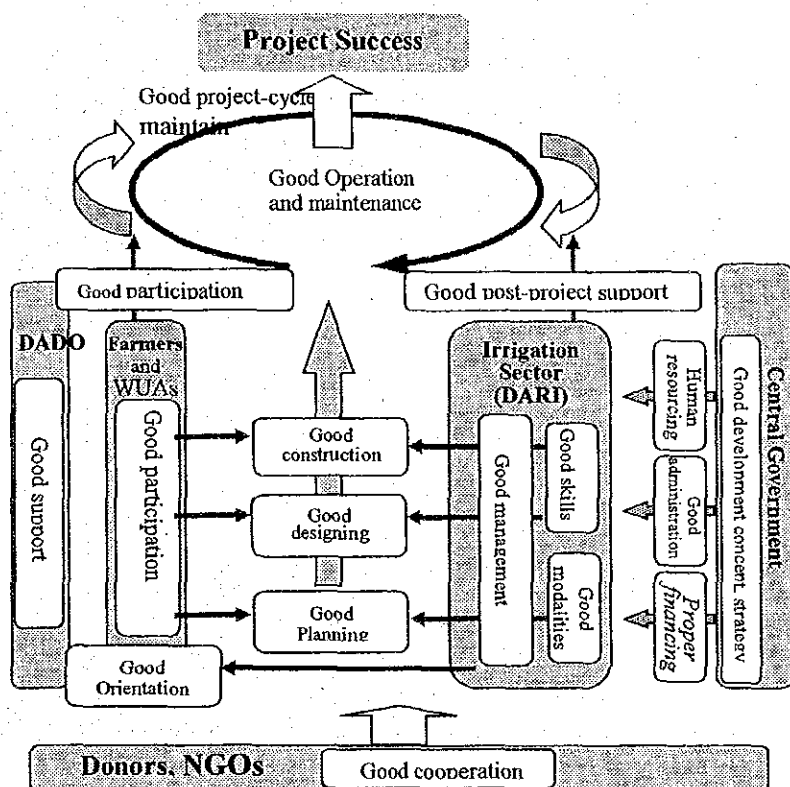 Project Success
Good project-cycle
maintain
Good Operation
and maintenance
Good participation
Good post-project support
DADO
Good support
Farmers
and
WUAs
Good participation
Good
construction
Good
designing
Good
Planning
Good
Orientation
Irrigation
Sector
(DARI)
Good management
Good skills
Good
modalities
Human
resourcing
Good
administration
Proper
financing
Good development concept strategy
Central Government
Donors, NGOs
Good cooperation